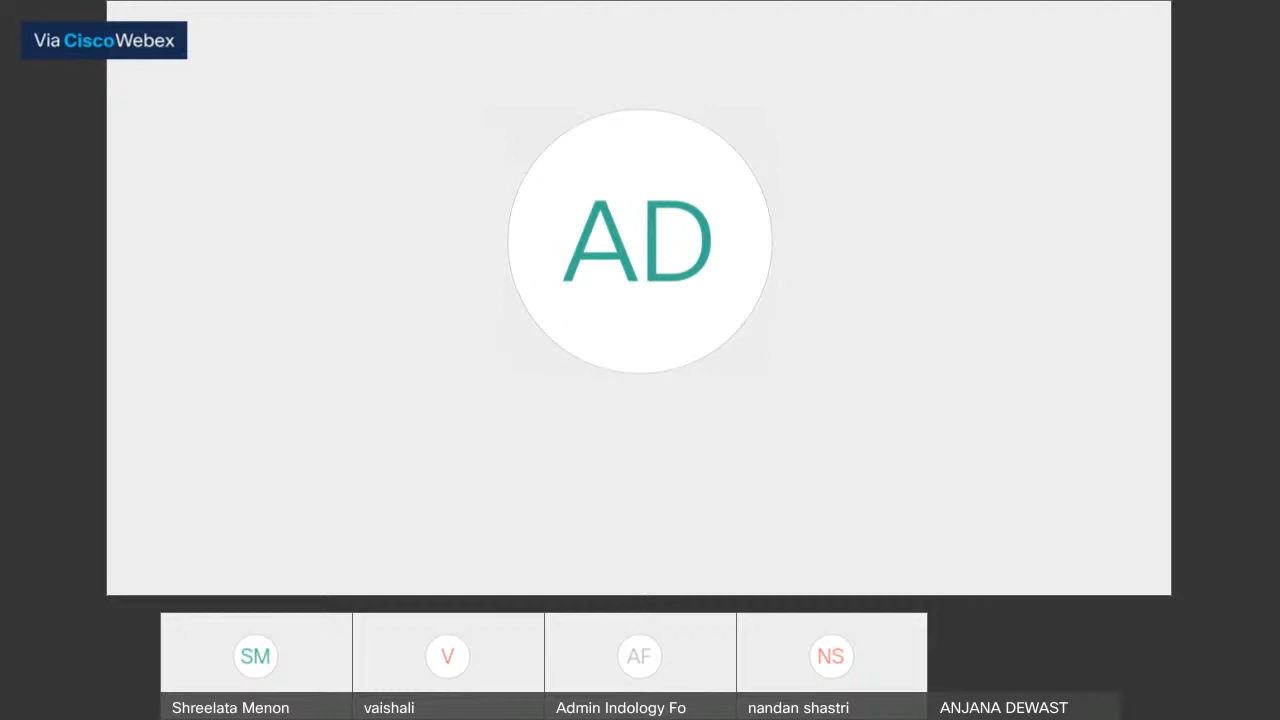 Via CiscoWebex
AD
SM
V
AF
NS
Shreelata Menon
vaishali
Admin Indology Fo
nandan shastri
ANJANA DEWAST